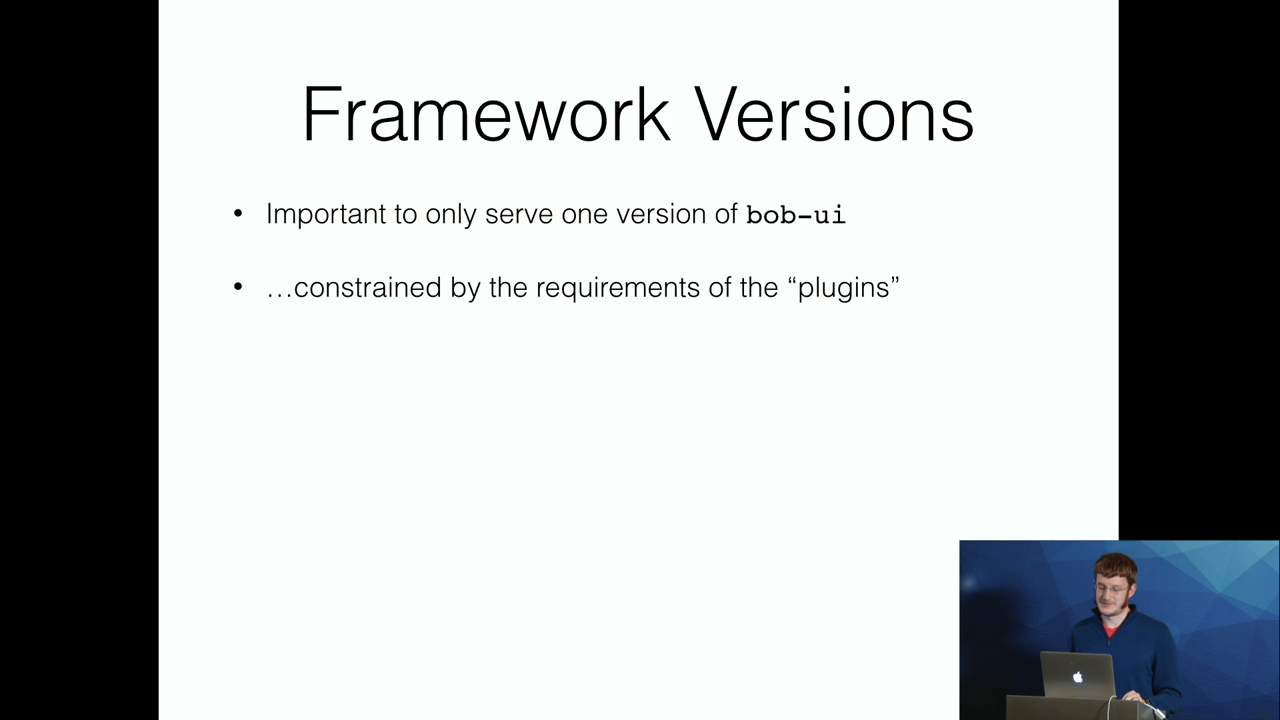 Framework Versions
• Important to only serve one version of bob-ui
• …constrained by the requirements of the “plugins”